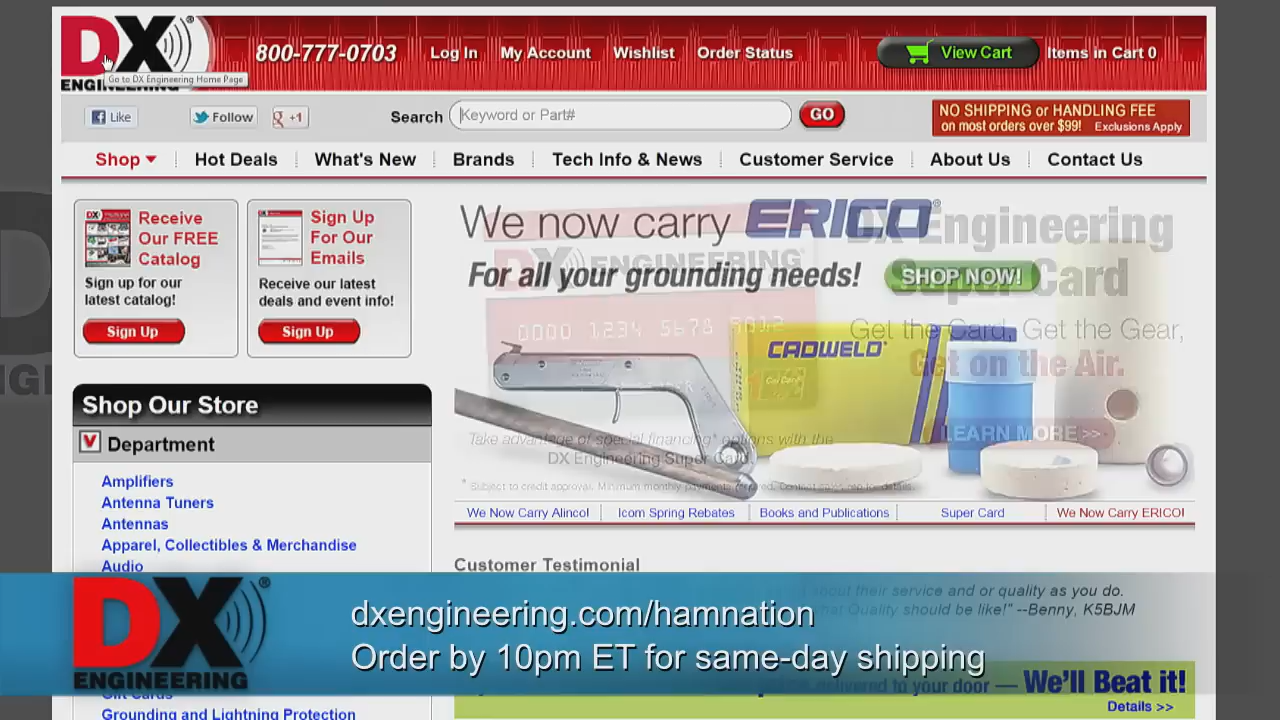 DX ENGINEERING®
Go to DX Engineering Home Page
800-777-0703
Log In
My Account
Wishlist
Order Status
View Cart
Items in Cart 0
Like
Follow
+1
Search
Keyword or Part#
GO
NO SHIPPING or HANDLING FEE
on most orders over $99! Exclusions Apply
Shop
Hot Deals
What's New
Brands
Tech Info & News
Customer Service
About Us
Contact Us
Receive
Our FREE
Catalog
Sign up for our
latest catalog!
Sign Up
Sign Up
For Our
Emails
Receive our latest
deals and event info!
Sign Up
We now carry ERICO®
For all your grounding needs!
SHOP NOW!
DX ENGINEERING
0000 1234 5678 9012
DX Engineering
Super Card
Get the Card, Get the Gear,
Get on the Air.
LEARN MORE >>
CADWELD®
Take advantage of special financing* options with the
DX Engineering Super Card
* Subject to credit approval. Minimum monthly payments required. Contact sales rep for details.
We Now Carry Alinco!
Icom Spring Rebates
Books and Publications
Super Card
We Now Carry ERICO!
Shop Our Store
Department
Amplifiers
Antenna Tuners
Antennas
Apparel, Collectibles & Merchandise
Audio
Customer Testimonial
about their service and or quality as you do.
what Quality should be like!" --Benny, K5BJM
DX ENGINEERING®
dxengineering.com/hamnation
Order by 10pm ET for same-day shipping
delivered to your door — We'll Beat it!
Details >>
Gift Cards
Grounding and Lightning Protection